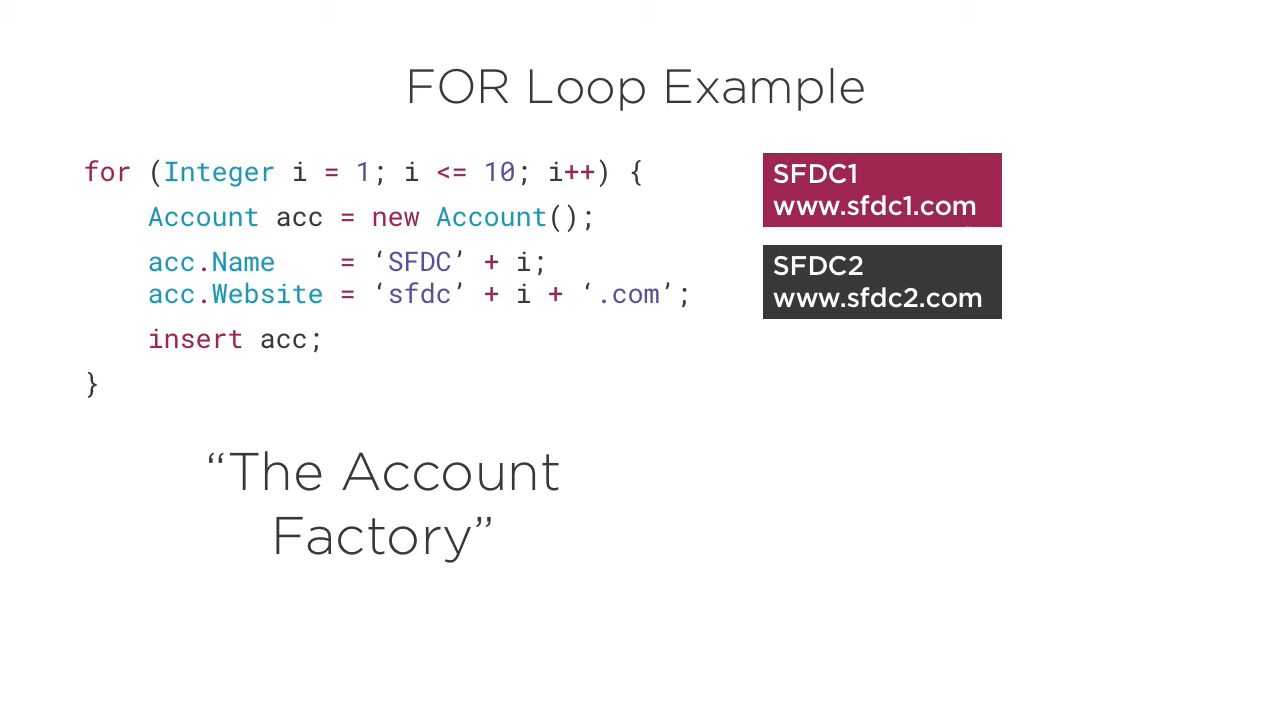 FOR Loop Example
for (Integer i = 1; i <= 10; i++) {
Account acc = new Account();
acc.Name = ‘SFDC’ + i;
acc.Website = ‘sfdc’ + i + ‘.com’;
insert acc;
}
SFDC1
www.sfdc1.com
SFDC2
www.sfdc2.com
“The Account
Factory”